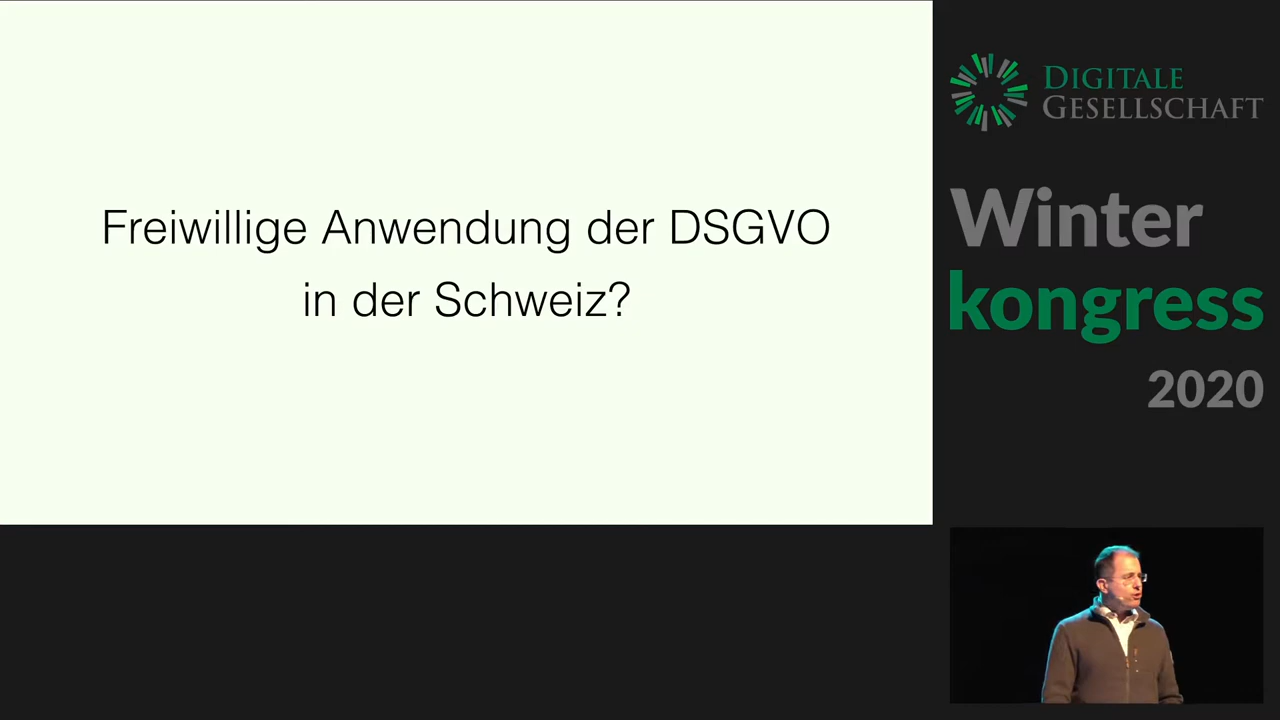 Freiwillige Anwendung der DSGVO
in der Schweiz?
DIGITALE
GESELLSCHAFT
Winter
kongress
2020